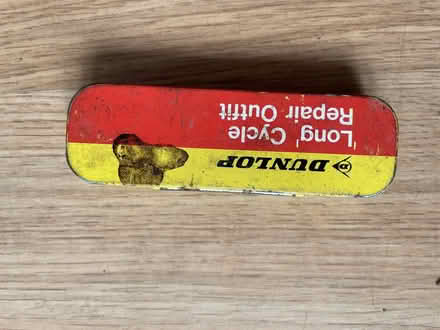 DUNLOP
'Long' Cycle
Repair Outfit